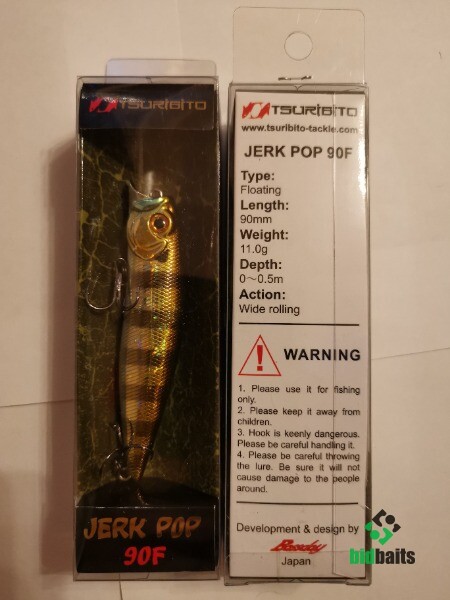 TSURIBITO
JERK POP
90F
TSURIBITO
www.tsuribito-tackle.com
JERK POP 90F
Type:
Floating
Length:
90mm
Weight:
11.0g
Depth:
0～0.5m
Action:
Wide rolling
WARNING
1. Please use it for fishing
only.
2. Please keep it away from
children.
3. Hook is keenly dangerous.
Please be careful handling it.
4. Please be careful throwing
the lure. Be sure it will not
cause damage to the people
around.
Development & design by
Japan
bidbaits